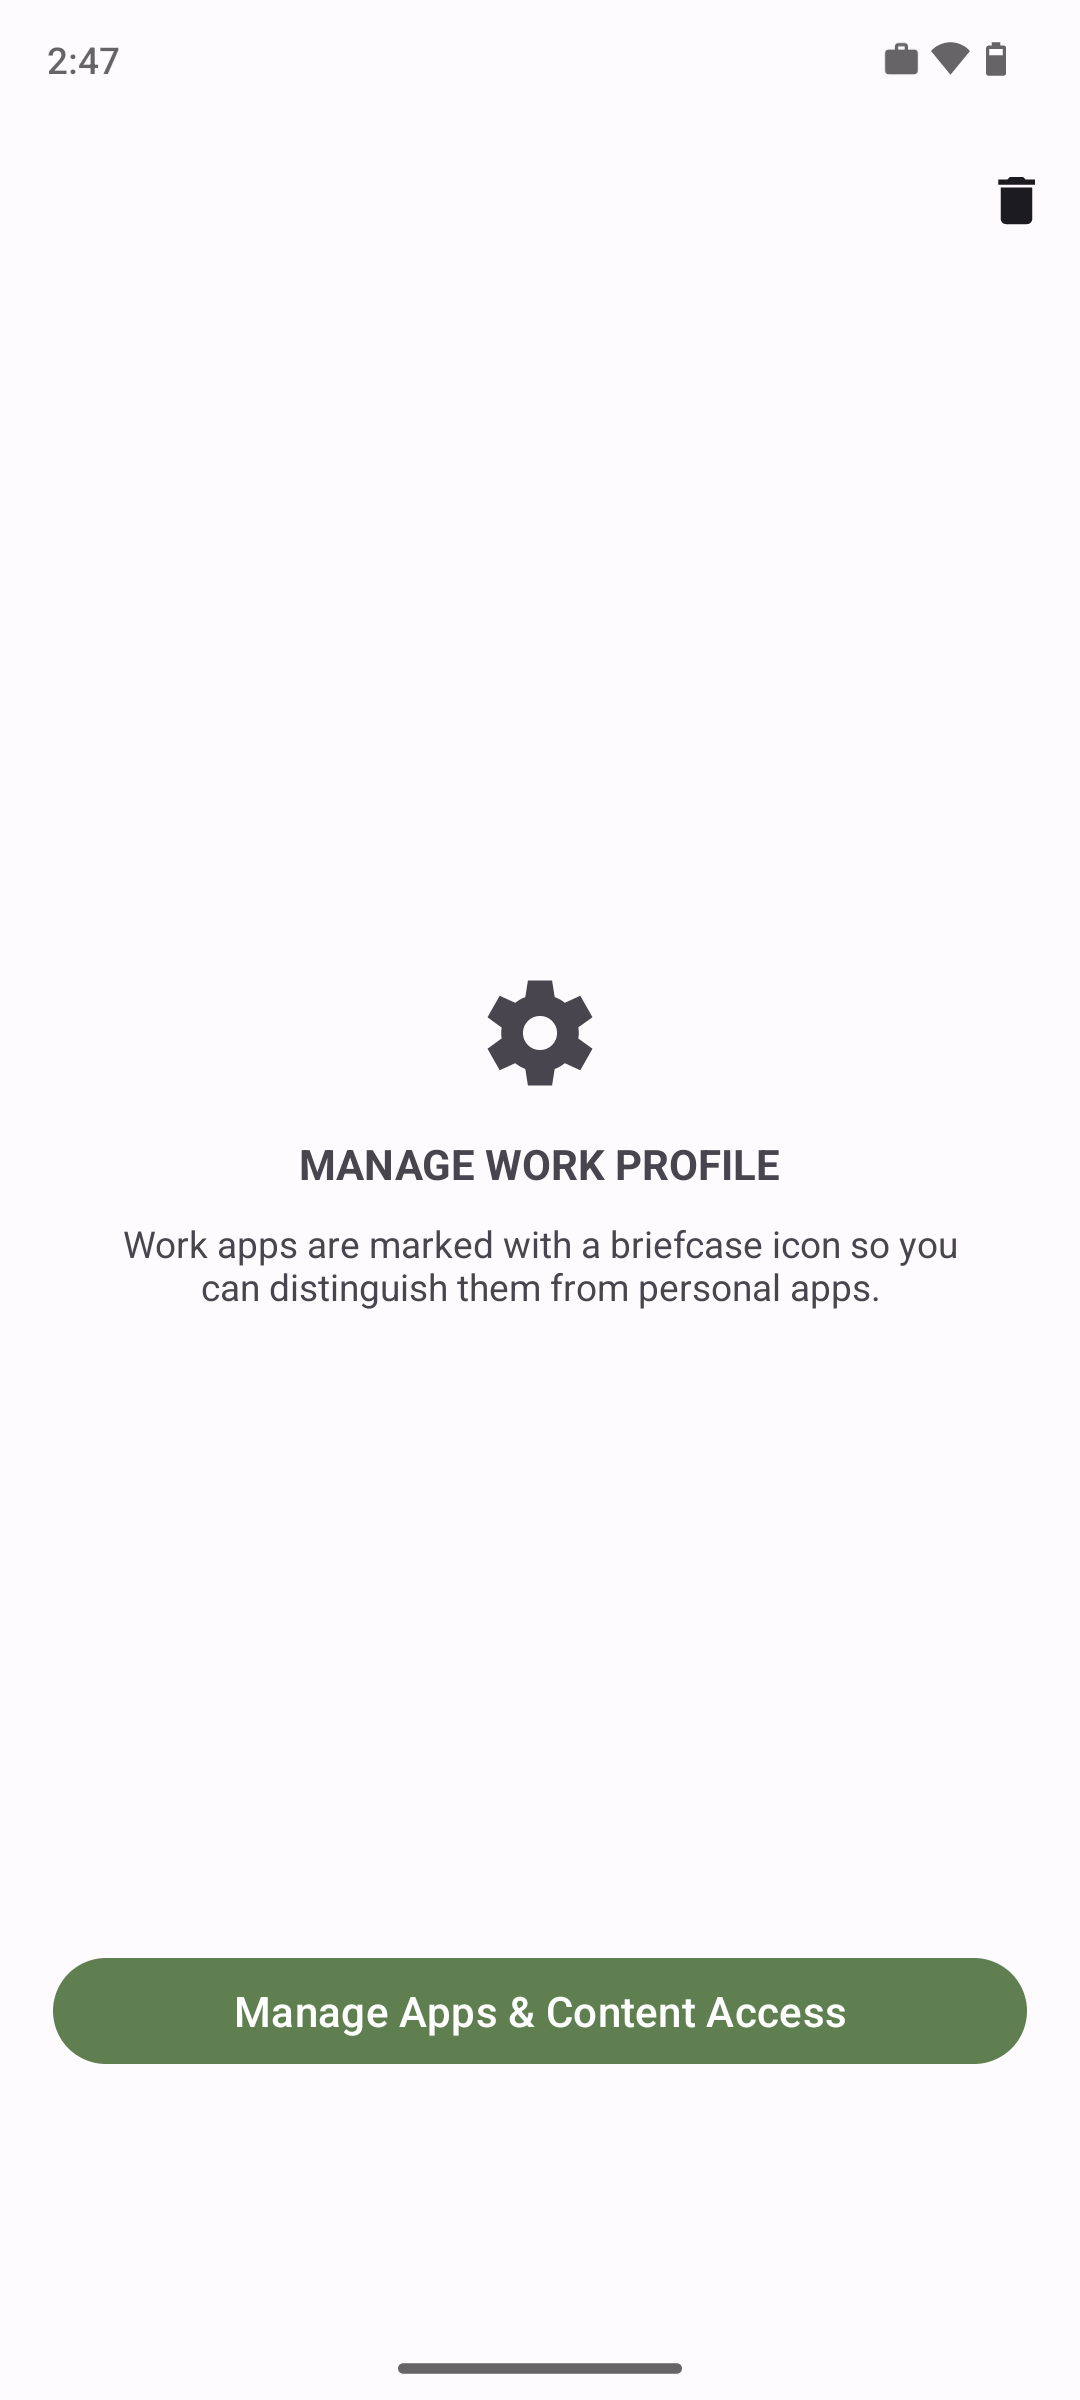 2:47
MANAGE WORK PROFILE
Work apps are marked with a briefcase icon so you
can distinguish them from personal apps.
Manage Apps & Content Access